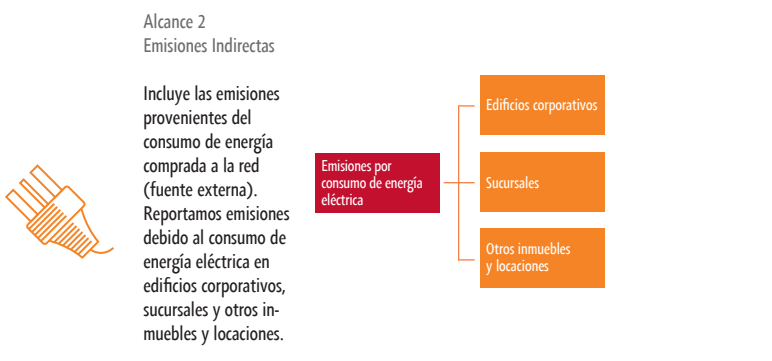 Alcance 2
Emisiones Indirectas
Incluye las emisiones
provenientes del
consumo de energía
comprada a la red
(fuente externa).
Reportamos emisiones
debido al consumo de
energía eléctrica en
edificios corporativos,
sucursales y otros in-
muebles y locaciones.
Emisiones por
consumo de energía
eléctrica
Edificios corporativos
Sucursales
Otros inmuebles
y locaciones